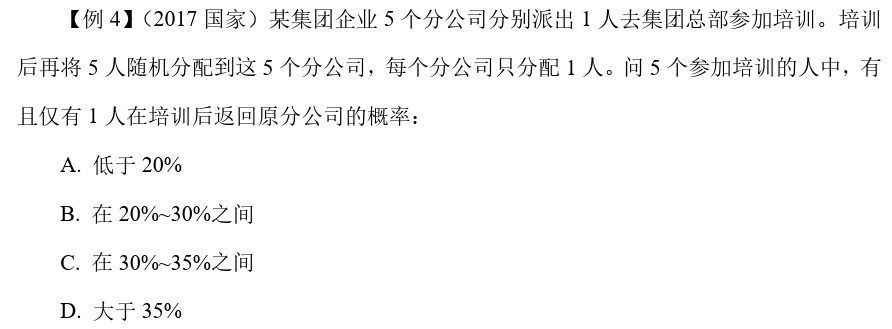 【例 4】（2017 国家）某集团企业 5 个分公司分别派出 1 人去集团总部参加培训。培训
后再将 5 人随机分配到这 5 个分公司，每个分公司只分配 1 人。问 5 个参加培训的人中，有
且仅有 1 人在培训后返回原分公司的概率：
A. 低于 20%
B. 在 20%~30%之间
C. 在 30%~35%之间
D. 大于 35%